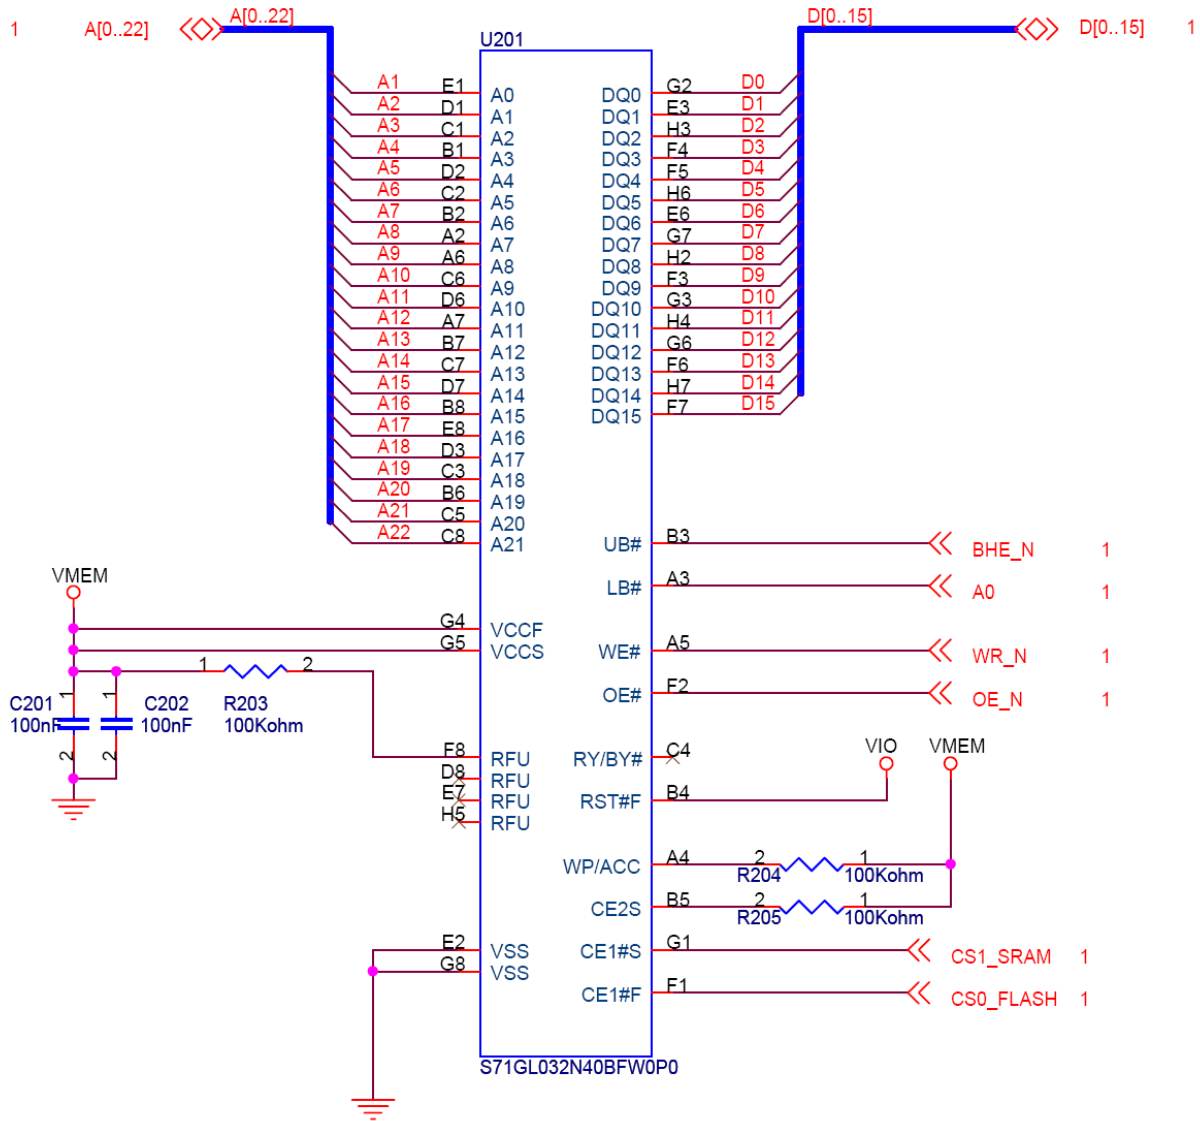 1 A[0..22] A[0..22] D[0..15] D[0..15] 1
U201
A1 E1 A0 DQ0 G2 D0
A2 D1 A1 DQ1 E3 D1
A3 C1 A2 DQ2 H3 D2
A4 B1 A3 DQ3 F4 D3
A5 D2 A4 DQ4 F5 D4
A6 C2 A5 DQ5 H6 D5
A7 B2 A6 DQ6 E6 D6
A8 A2 A7 DQ7 G7 D7
A9 A6 A8 DQ8 H2 D8
A10 C6 A9 DQ9 F3 D9
A11 D6 A10 DQ10 G3 D10
A12 A7 A11 DQ11 H4 D11
A13 B7 A12 DQ12 G6 D12
A14 C7 A13 DQ13 F6 D13
A15 D7 A14 DQ14 H7 D14
A16 B8 A15 DQ15 F7 D15
A17 E8 A16
A18 D3 A17
A19 C3 A18
A20 B6 A19
A21 C5 A20
A22 C8 A21 UB# B3 BHE_N 1
VMEM
LB# A3 A0 1
G4 VCCF
G5 VCCS WE# A5 WR_N 1
1 2
OE# F2 OE_N 1
C201 1 1 C202 R203
100nF 100nF 100Kohm
2 2
VIO VMEM
F8 RFU RY/BY# C4
D8 RFU
E7 RFU RST#F B4
H5 RFU
WP/ACC A4 2 1
R204 100Kohm
CE2S B5 2 1
R205 100Kohm
E2 VSS CE1#S G1 CS1_SRAM 1
G8 VSS
CE1#F F1 CS0_FLASH 1
S71GL032N40BFW0P0